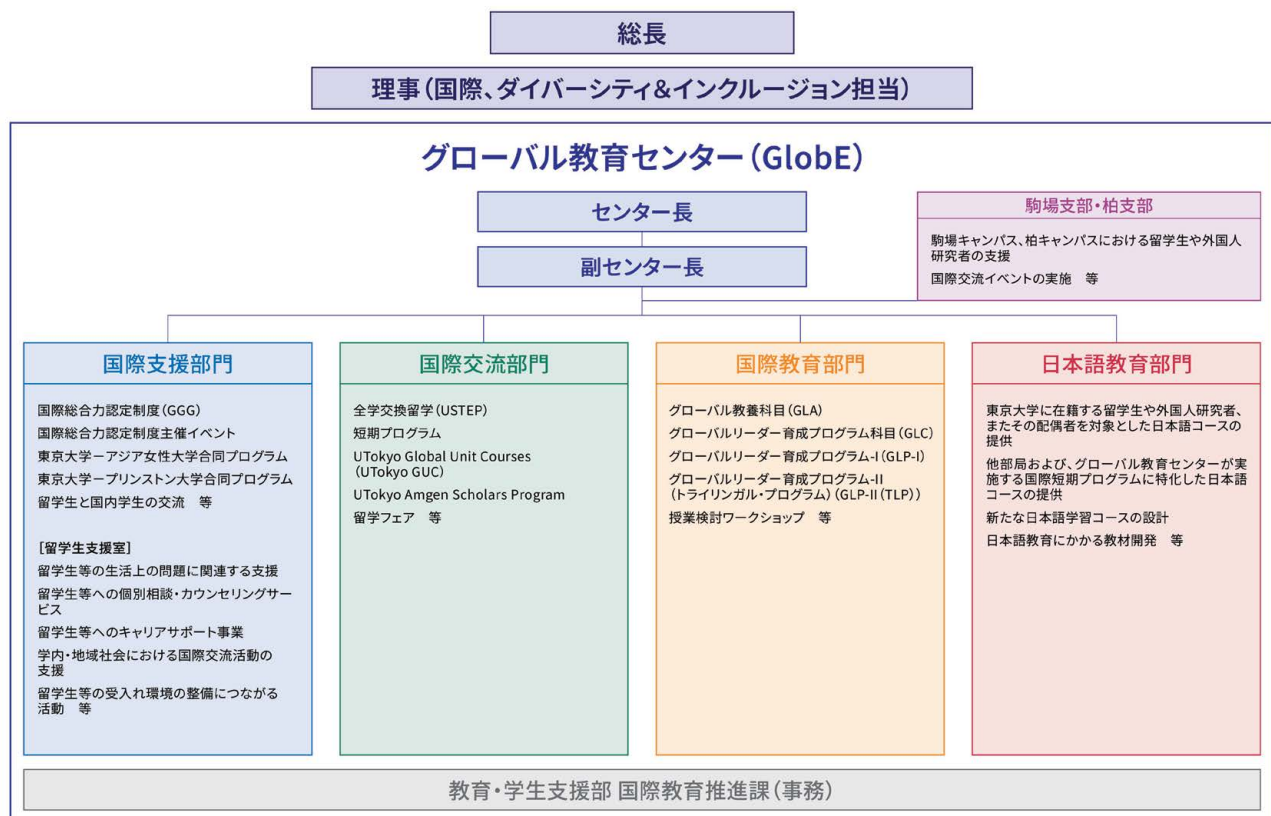 総長
理事（国際、ダイバーシティ&インクルージョン担当）
グローバル教育センター（GlobE）
センター長
副センター長
駒場支部・柏支部
駒場キャンパス、柏キャンパスにおける留学生や外国人
研究者の支援
国際交流イベントの実施　等
国際支援部門
国際総合力認定制度（GGG）
国際総合力認定制度主催イベント
東京大学－アジア女性大学合同プログラム
東京大学－プリンストン大学合同プログラム
留学生と国内学生の交流　等
［留学生支援室］
留学生等の生活上の問題に関連する支援
留学生等への個別相談・カウンセリングサー
ビス
留学生等へのキャリアサポート事業
学内・地域社会における国際交流活動の
支援
留学生等の受入れ環境の整備につながる
活動　等
国際交流部門
全学交換留学（USTEP）
短期プログラム
UTokyo Global Unit Courses
（UTokyo GUC）
UTokyo Amgen Scholars Program
留学フェア　等
国際教育部門
グローバル教養科目（GLA）
グローバルリーダー育成プログラム科目（GLC）
グローバルリーダー育成プログラム-I（GLP-I）
グローバルリーダー育成プログラム-II
（トライリンガル・プログラム）（GLP-II（TLP））
授業検討ワークショップ　等
日本語教育部門
東京大学に在籍する留学生や外国人研究者、
またその配偶者を対象とした日本語コースの
提供
他部局および、グローバル教育センターが実
施する国際短期プログラムに特化した日本語
コースの提供
新たな日本語学習コースの設計
日本語教育にかかる教材開発　等
教育・学生支援部 国際教育推進課（事務）